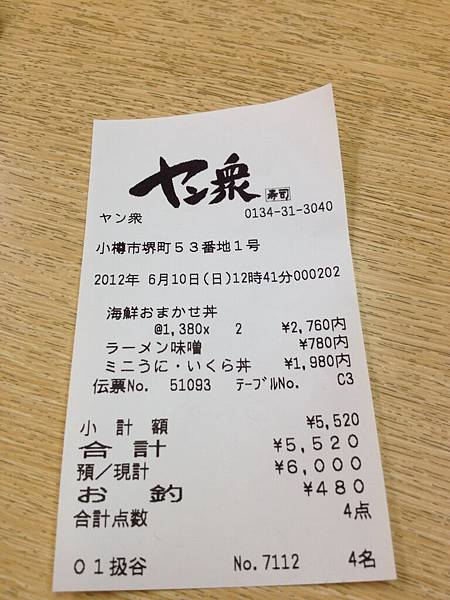 ヤン衆 寿司
ヤン衆 0134-31-3040
小樽市堺町53番地1号
2012年 6月10日(日)12時41分000202
海鮮おまかせ丼
@1,380x 2 ¥2,760内
ラーメン味噌 ¥780内
ミニうに・いくら丼 ¥1,980内
伝票No. 51093 テーブルNo. C3
小計額 ¥5,520
合計 ¥5,520
預/現計 ¥6,000
お釣 ¥480
合計点数 4点
01扱谷 No.7112 4名